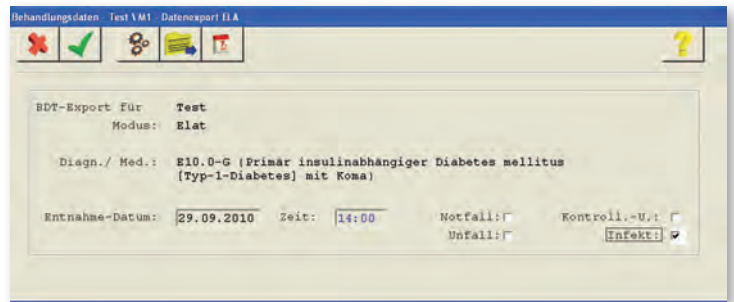 Behandlungsdaten - Test \ M1 - Datenexport ELA
?
BDT-Export für Test
Modus: Elat
Diagn./ Med.: E10.0-G (Primär insulinabhängiger Diabetes mellitus
[Typ-1-Diabetes] mit Koma)
Entnahme-Datum: 29.09.2010 Zeit: 14:00 Notfall: Kontroll.-U.:
Unfall: Infekt: